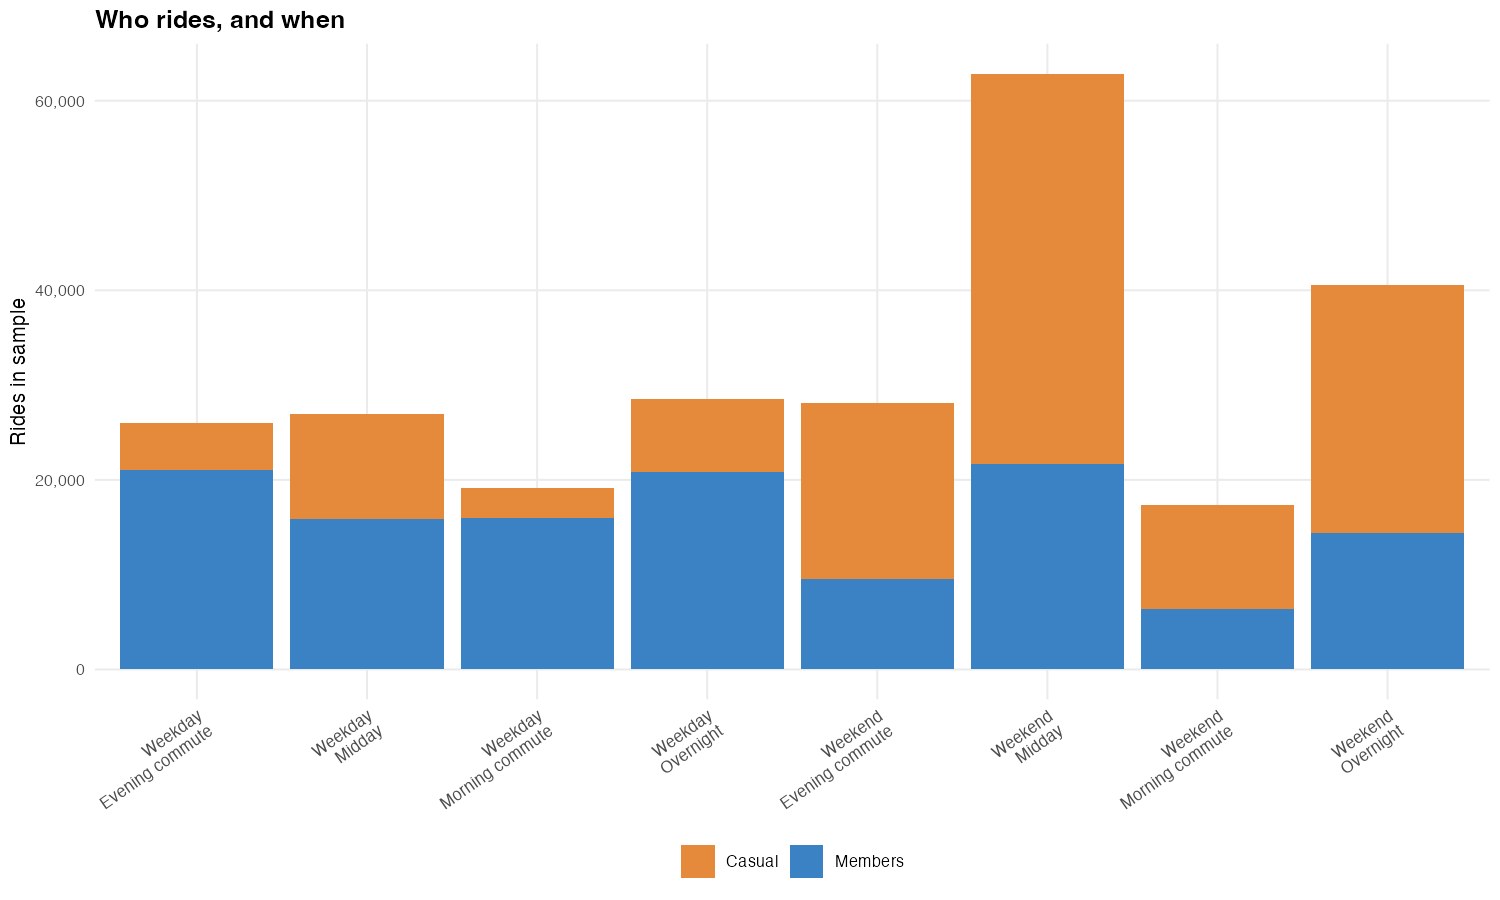 Who rides, and when
Rides in sample
60,000
40,000
20,000
0
Weekday
Evening commute
Weekday
Midday
Weekday
Morning commute
Weekday
Overnight
Weekend
Evening commute
Weekend
Midday
Weekend
Morning commute
Weekend
Overnight
Casual
Members